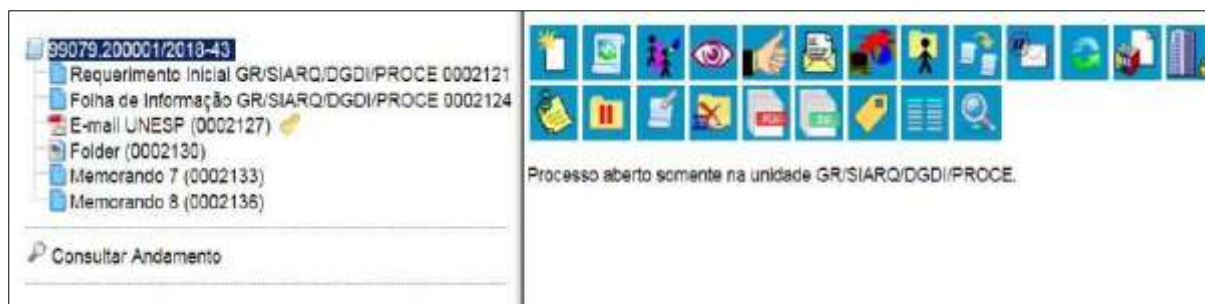 99079.200001/2018-43
Requerimento Inicial GR/SIARQ/DGDI/PROCE 0002121
Folha de Informação GR/SIARQ/DGDI/PROCE 0002124
E-mail UNESP (0002127)
Folder (0002130)
Memorando 7 (0002133)
Memorando 8 (0002136)
Consultar Andamento
Processo aberto somente na unidade GR/SIARQ/DGDI/PROCE.